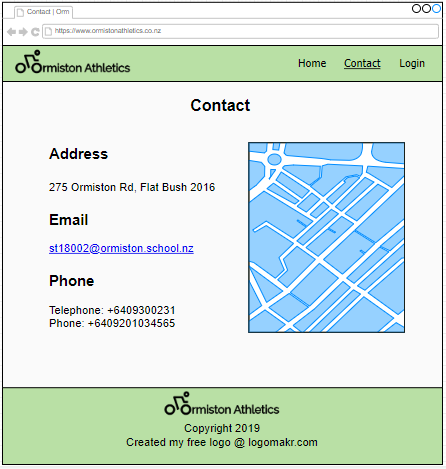 Contact | Orm
https://www.ormistonathletics.co.nz
Ormiston Athletics
Home Contact Login
Contact
Address
275 Ormiston Rd, Flat Bush 2016
Email
st18002@ormiston.school.nz
Phone
Telephone: +6409300231
Phone: +6409201034565
Ormiston Athletics
Copyright 2019
Created my free logo @ logomakr.com